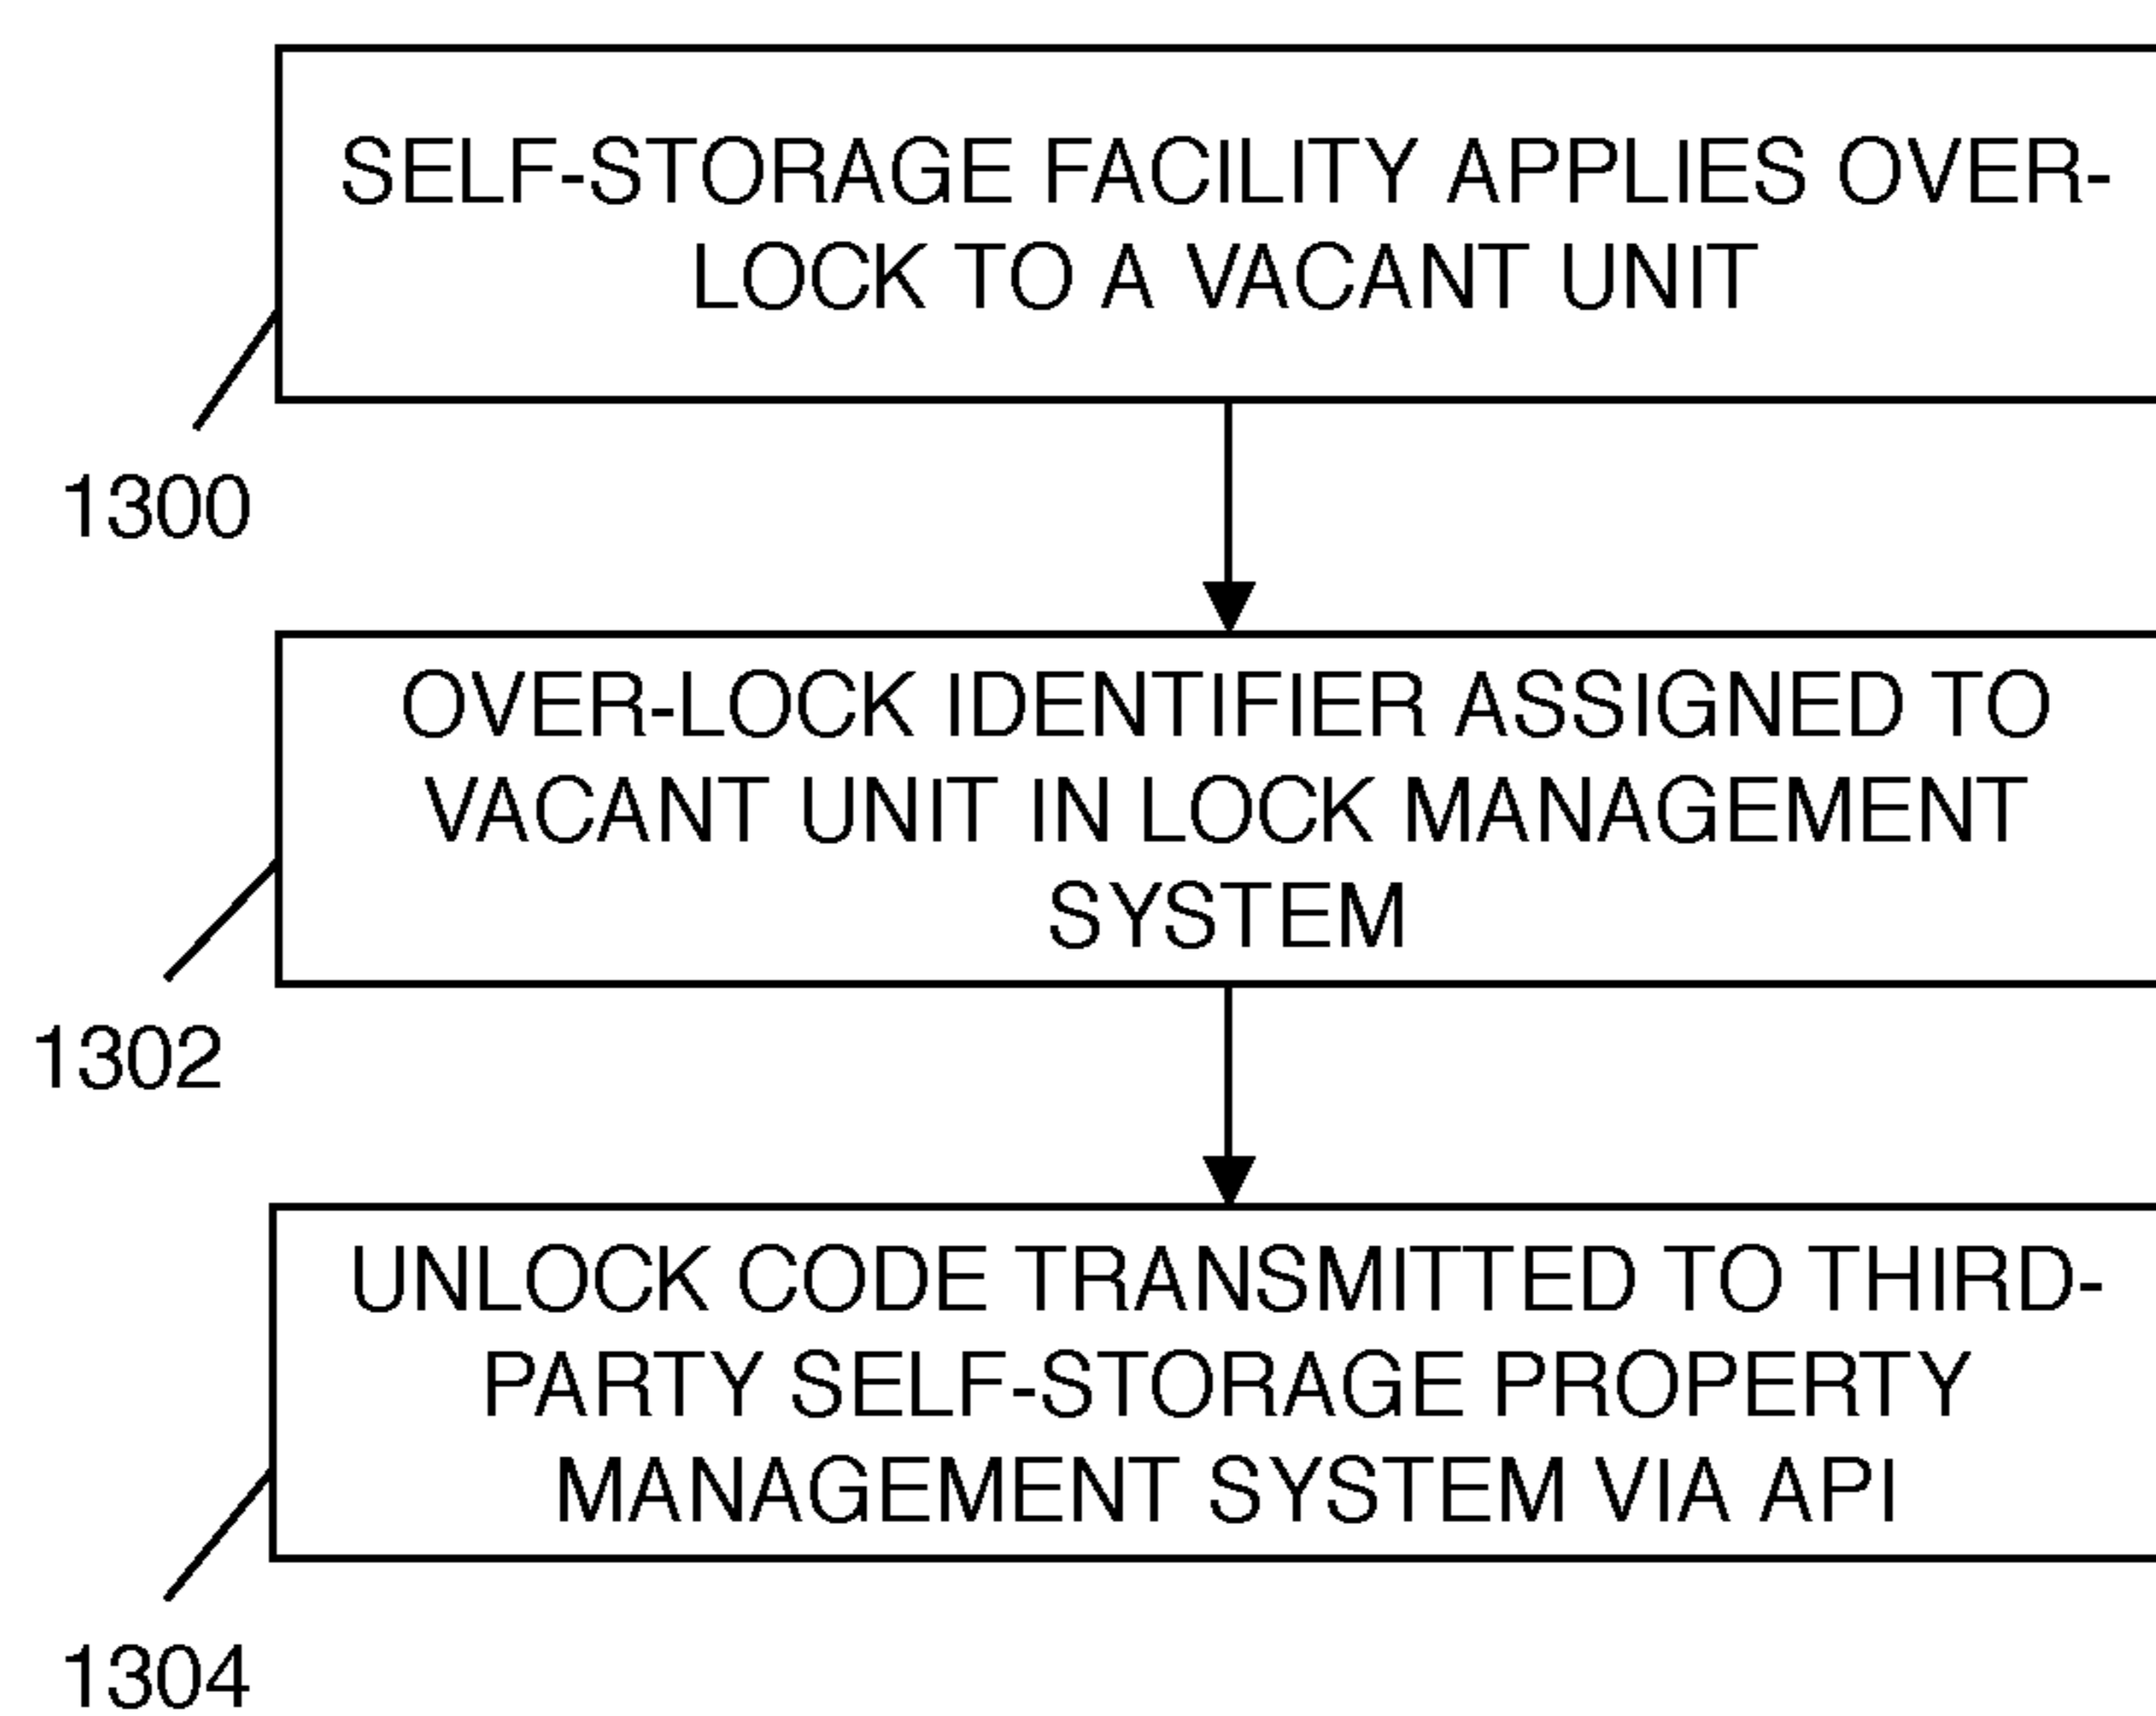 SELF-STORAGE FACILITY APPLIES OVER-
LOCK TO A VACANT UNIT
1300
OVER-LOCK IDENTIFIER ASSIGNED TO
VACANT UNIT IN LOCK MANAGEMENT
SYSTEM
1302
UNLOCK CODE TRANSMITTED TO THIRD-
PARTY SELF-STORAGE PROPERTY
MANAGEMENT SYSTEM VIA API
1304